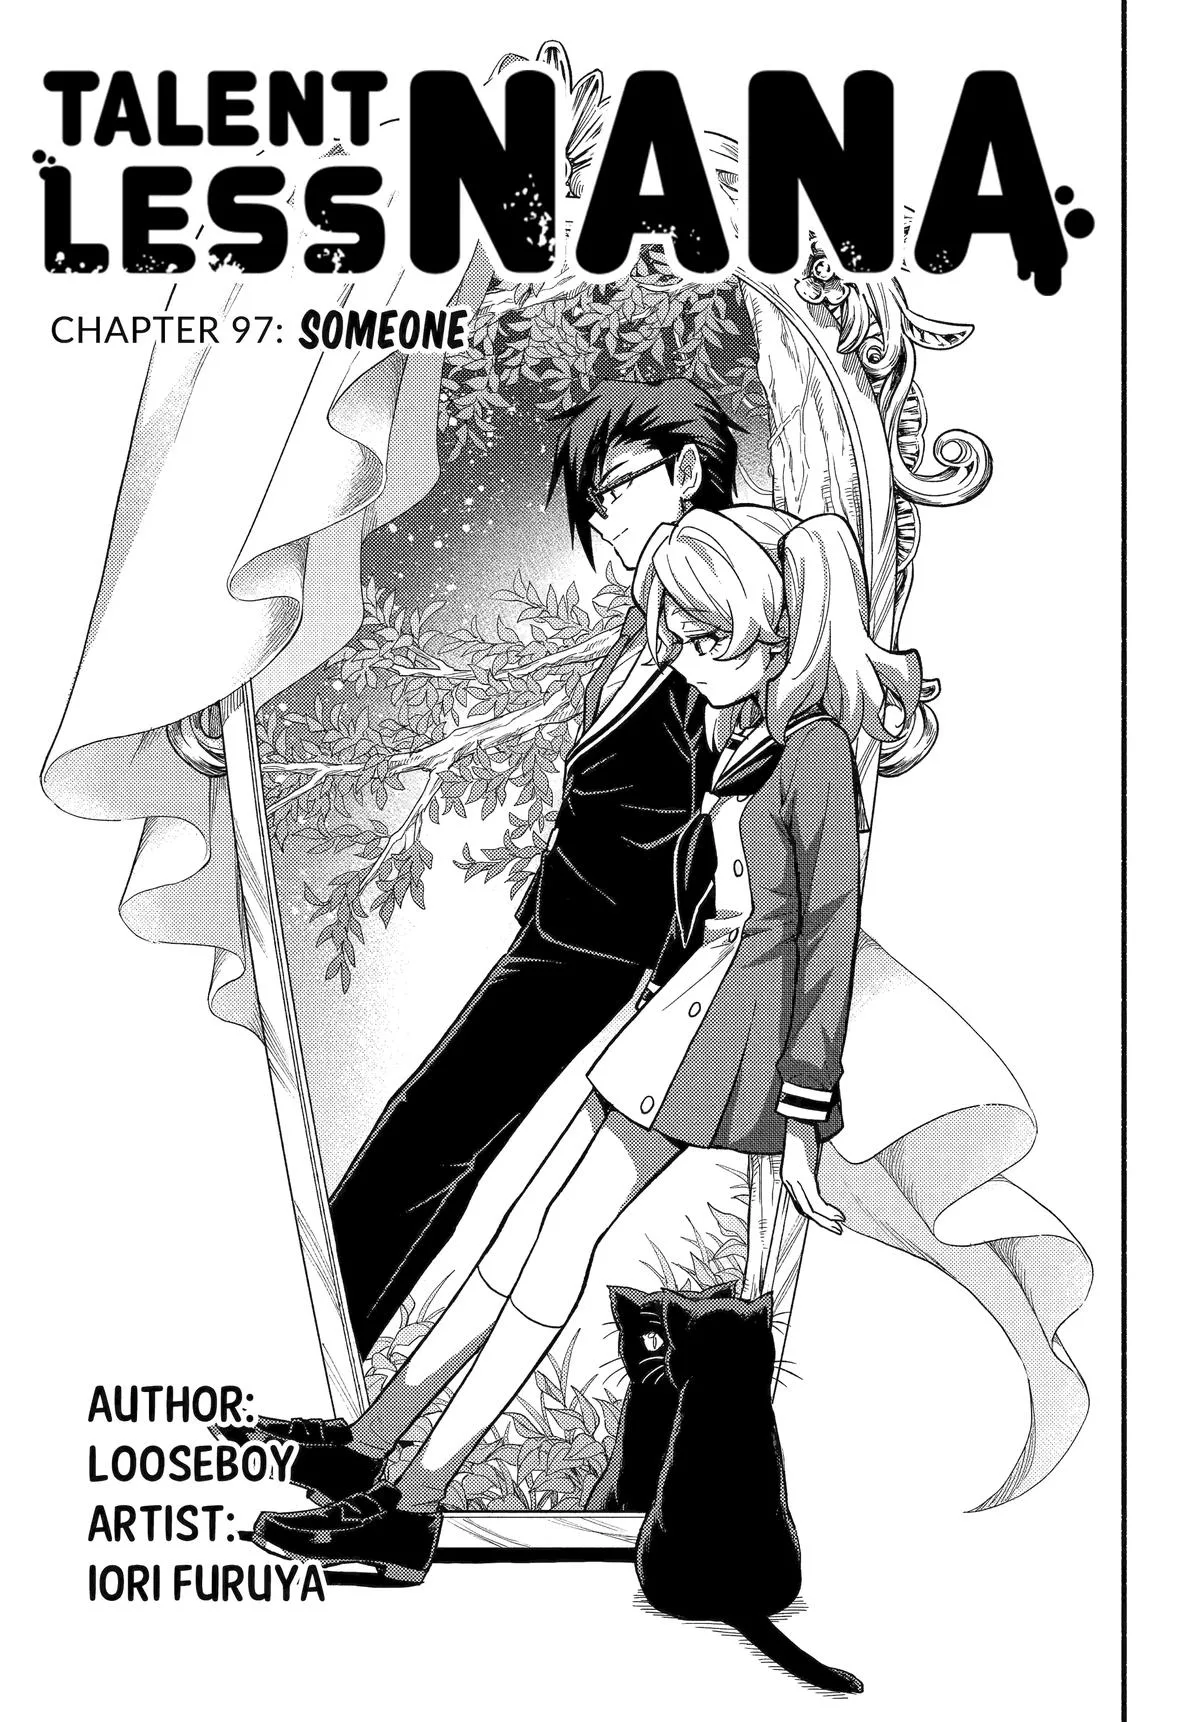 TALENT
LESS NANA
CHAPTER 97: SOMEONE
AUTHOR:
LOOSEBOY
ARTIST:
IORI FURUYA